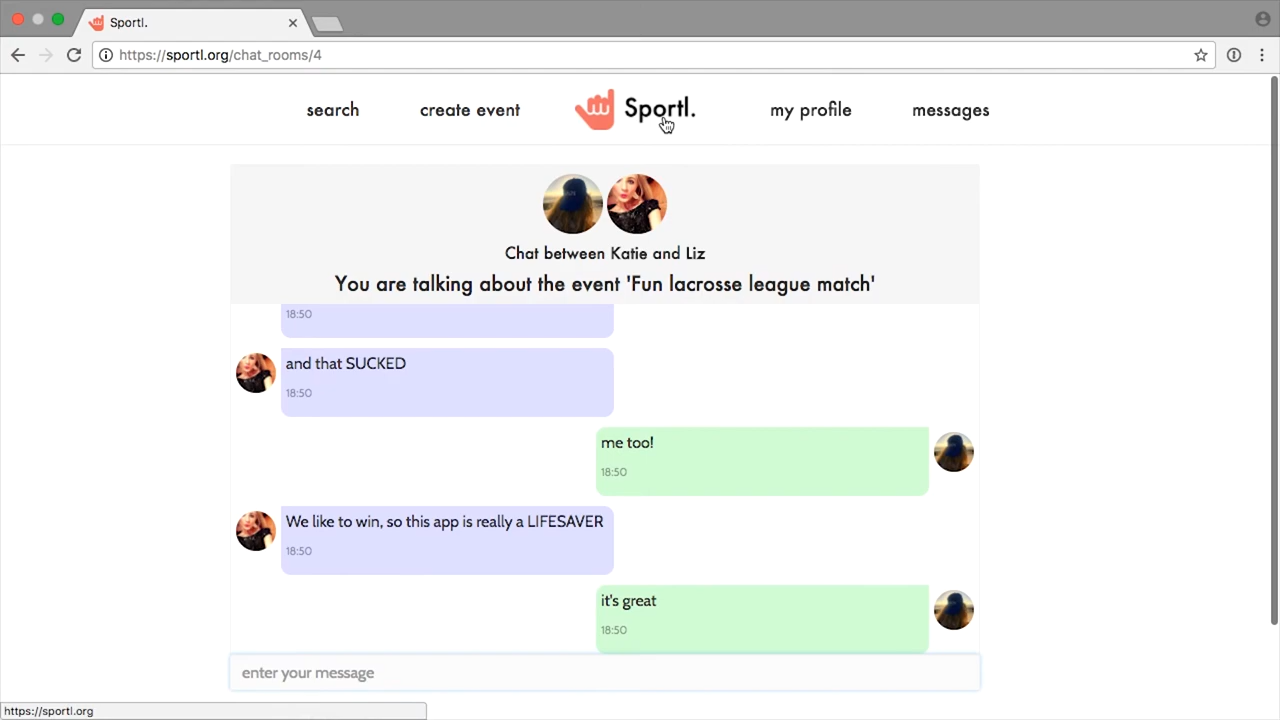 Sportl.
https://sportl.org/chat_rooms/4
search
create event
Sportl.
my profile
messages
Chat between Katie and Liz
You are talking about the event 'Fun lacrosse league match'
18:50
and that SUCKED
18:50
me too!
18:50
We like to win, so this app is really a LIFESAVER
18:50
it's great
18:50
enter your message
https://sportl.org